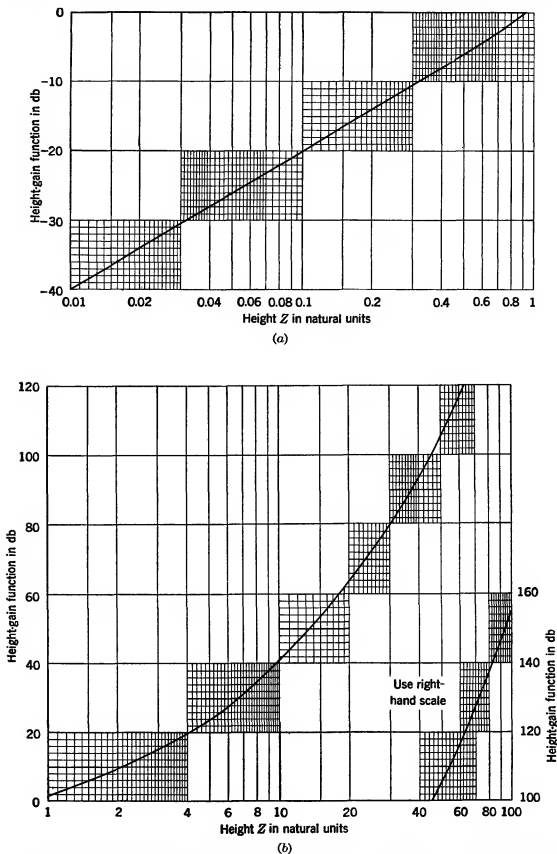 0
−10
−20
−30
−40
Height-gain function in db
0.01 0.02 0.04 0.06 0.08 0.1 0.2 0.4 0.6 0.8 1
Height Z in natural units
(a)
120
100
80
60
40
20
0
Height-gain function in db
160
140
120
100
Height-gain function in db
Use right-
hand scale
1 2 4 6 8 10 20 40 60 80 100
Height Z in natural units
(b)